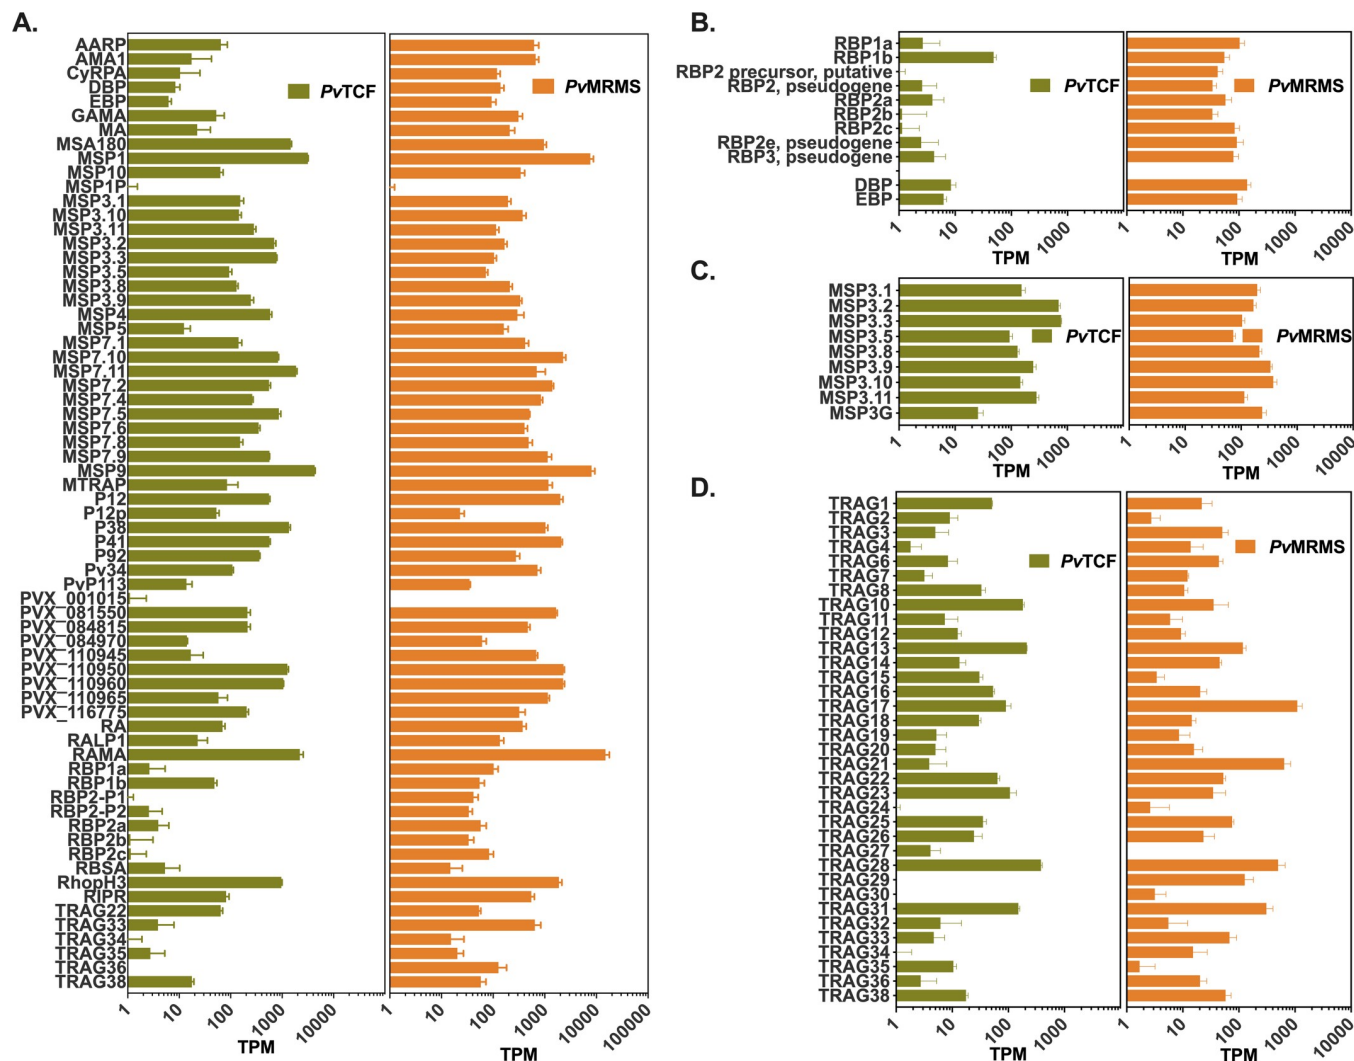 A.
AARP
AMA1
CyRPA
DBP
EBP
GAMA
MA
MSA180
MSP1
MSP10
MSP1P
MSP3.1
MSP3.10
MSP3.11
MSP3.2
MSP3.3
MSP3.5
MSP3.8
MSP3.9
MSP4
MSP5
MSP7.1
MSP7.10
MSP7.11
MSP7.2
MSP7.4
MSP7.5
MSP7.6
MSP7.8
MSP7.9
MSP9
MTRAP
P12
P12p
P38
P41
P92
Pv34
PvP113
PVX_001015
PVX_081550
PVX_084815
PVX_084970
PVX_110945
PVX_110950
PVX_110960
PVX_110965
PVX_116775
RA
RALP1
RAMA
RBP1a
RBP1b
RBP2-P1
RBP2-P2
RBP2a
RBP2b
RBP2c
RBSA
RhopH3
RIPR
TRAG22
TRAG33
TRAG34
TRAG35
TRAG36
TRAG38
PvTCF
PvMRMS
1 10 100 1000 10000
1 10 100 1000 10000
TPM TPM
B.
RBP1a
RBP1b
RBP2 precursor, putative
RBP2, pseudogene
RBP2a
RBP2b
RBP2c
RBP2e, pseudogene
RBP3, pseudogene
DBP
EBP
PvTCF
PvMRMS
1 10 100 1000
1 10 100 1000 10000
TPM TPM
C.
MSP3.1
MSP3.2
MSP3.3
MSP3.5
MSP3.8
MSP3.9
MSP3.10
MSP3.11
MSP3G
PvTCF
PvMRMS
1 10 100 1000
1 10 100 1000 10000
TPM TPM
D.
TRAG1
TRAG2
TRAG3
TRAG4
TRAG6
TRAG7
TRAG8
TRAG10
TRAG11
TRAG12
TRAG13
TRAG14
TRAG15
TRAG16
TRAG17
TRAG18
TRAG19
TRAG20
TRAG21
TRAG22
TRAG23
TRAG24
TRAG25
TRAG26
TRAG27
TRAG28
TRAG29
TRAG30
TRAG31
TRAG32
TRAG33
TRAG34
TRAG35
TRAG36
TRAG38
PvTCF
PvMRMS
1 10 100 1000
1 10 100 1000 10000
TPM TPM